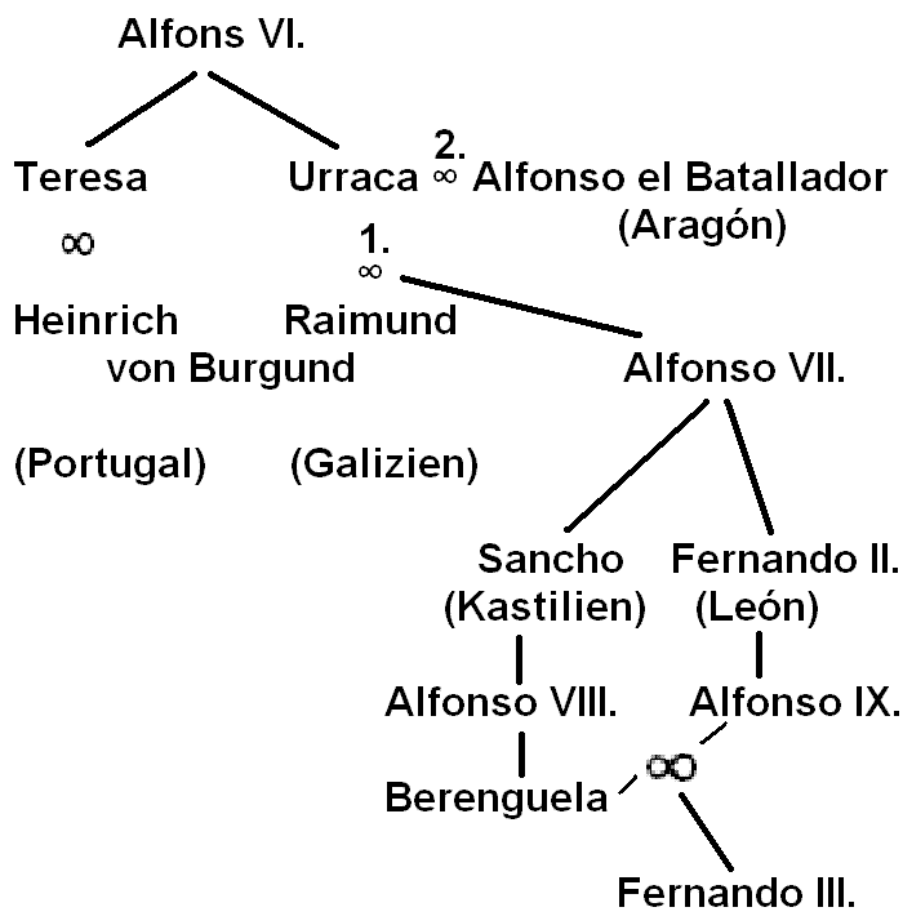 Alfons VI.
2.
Teresa Urraca ∞ Alfonso el Batallador
(Aragón)
1.
∞ ∞
Heinrich Raimund
von Burgund
Alfonso VII.
(Portugal) (Galizien)
Sancho Fernando II.
(Kastilien) (León)
Alfonso VIII. Alfonso IX.
∞
Berenguela
Fernando III.